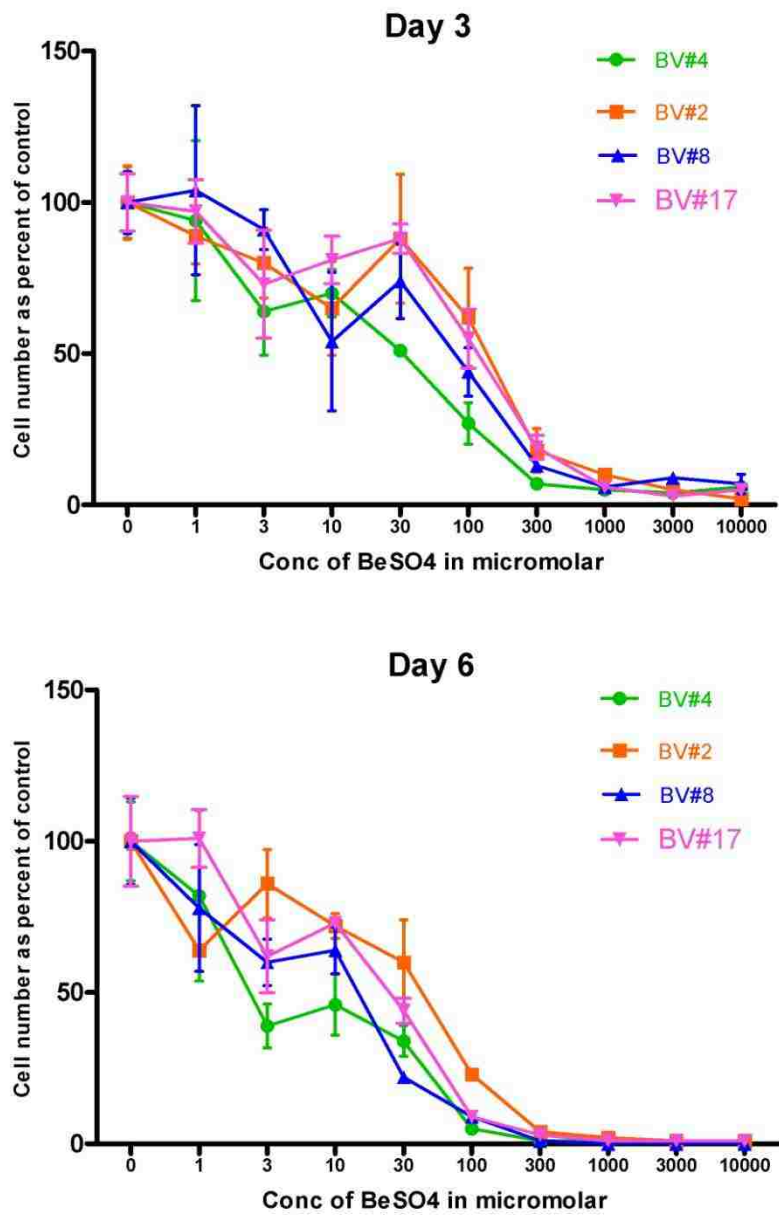 Day 3
150
100
50
0
Cell number as percent of control
BV#4
BV#2
BV#8
BV#17
0 1 3 10 30 100 300 1000 3000 10000
Conc of BeSO4 in micromolar
Day 6
150
100
50
0
Cell number as percent of control
BV#4
BV#2
BV#8
BV#17
0 1 3 10 30 100 300 1000 3000 10000
Conc of BeSO4 in micromolar